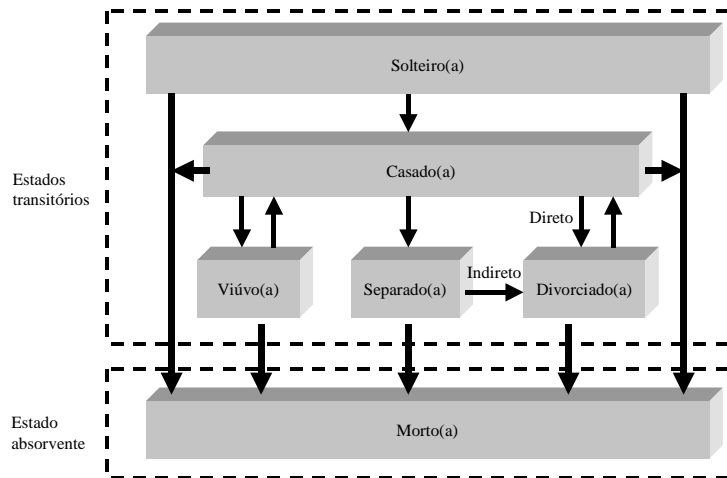 Solteiro(a)
Casado(a)
Estados
transitórios
Direto
Viúvo(a)
Separado(a)
Indireto
Divorciado(a)
Estado
absorvente
Morto(a)